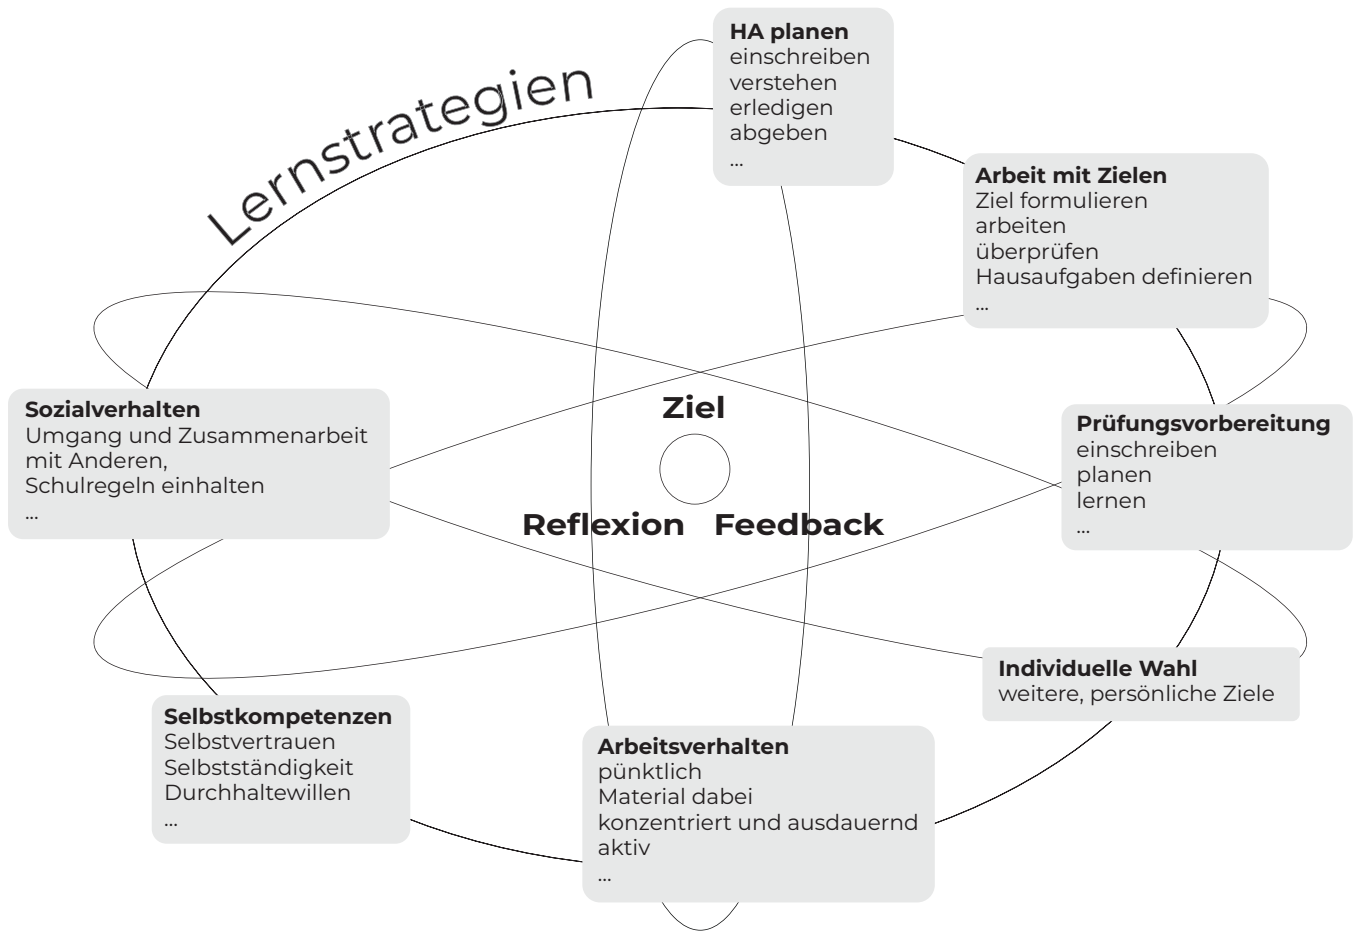 Lernstrategien
HA planen
einschreiben
verstehen
erledigen
abgeben
...
Arbeit mit Zielen
Ziel formulieren
arbeiten
überprüfen
Hausaufgaben definieren
...
Sozialverhalten
Umgang und Zusammenarbeit
mit Anderen,
Schulregeln einhalten
...
Ziel
Reflexion Feedback
Prüfungsvorbereitung
einschreiben
planen
lernen
...
Individuelle Wahl
weitere, persönliche Ziele
Selbstkompetenzen
Selbstvertrauen
Selbstständigkeit
Durchhaltewillen
...
Arbeitsverhalten
pünktlich
Material dabei
konzentriert und ausdauernd
aktiv
...